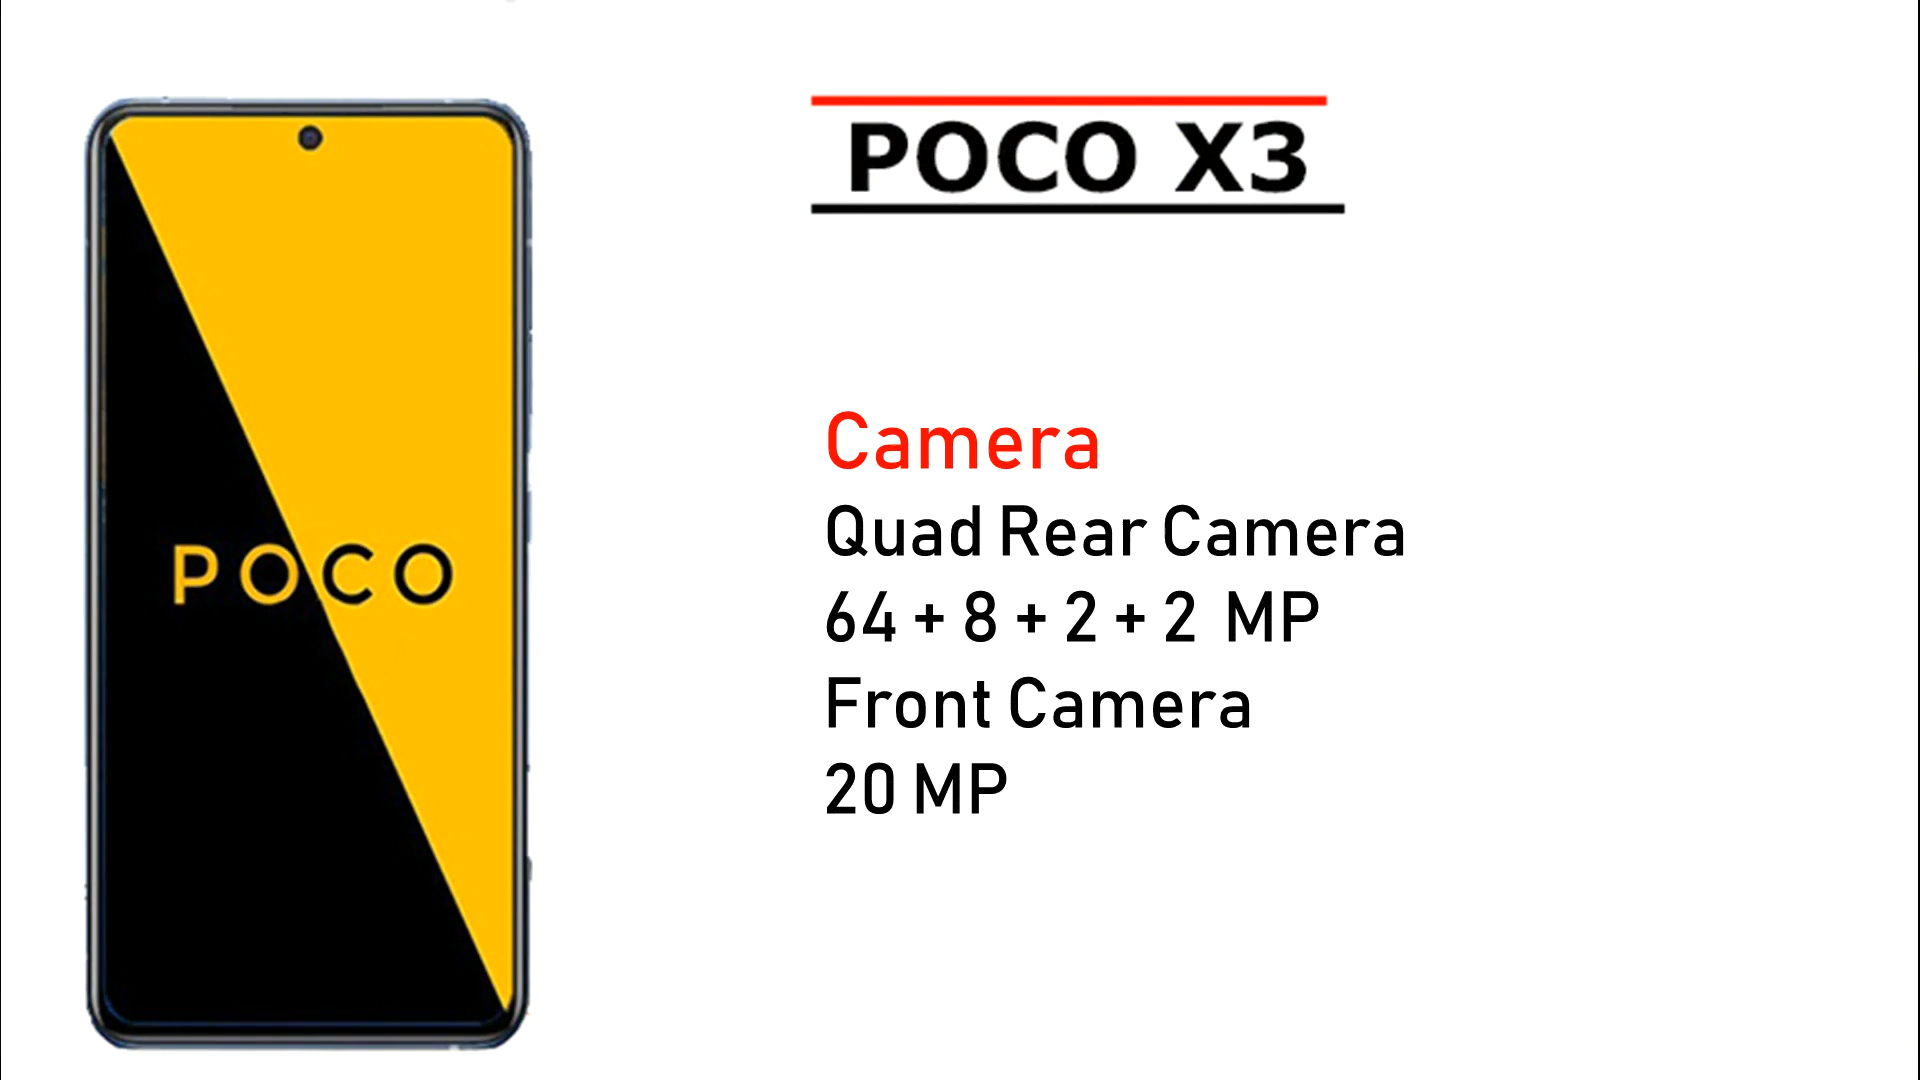 POCO X3
POCO
Camera
Quad Rear Camera
64 + 8 + 2 + 2 MP
Front Camera
20 MP